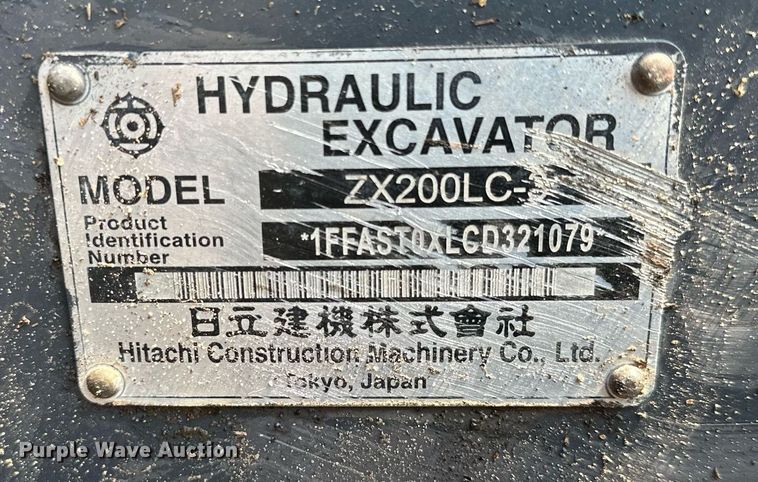 HYDRAULIC
EXCAVATOR
MODEL ZX200LC-
Product
Identification
Number
*1FFAST0XLCD321079*
日立建機株式會社
Hitachi Construction Machinery Co., Ltd.
Tokyo, Japan
Purple Wave Auction